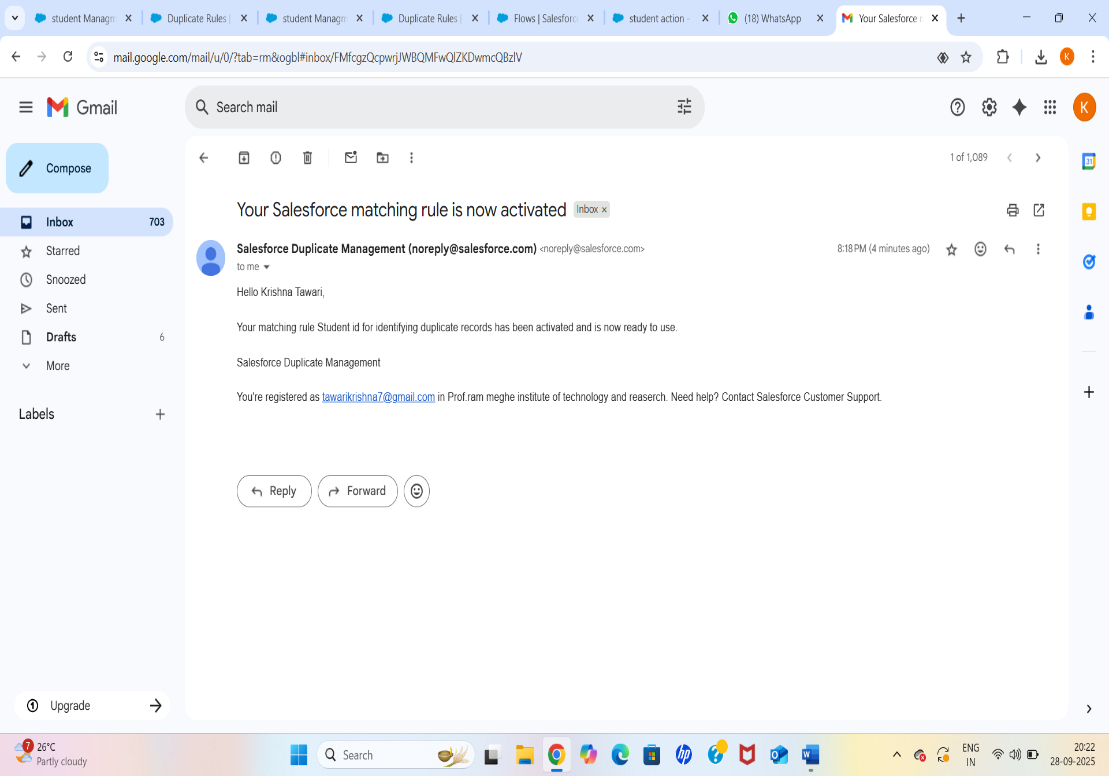 student Managm
Duplicate Rules |
student Managm
Duplicate Rules |
Flows | Salesforc
student action -
(18) WhatsApp
Your Salesforce
mail.google.com/mail/u/0/?tab=rm&ogbl#inbox/FMfcgzQcpwrjJWBQMFwQlZKDwmcQBzlV
K
Gmail
Search mail
K
Compose
1 of 1,089
31
Inbox 703
Starred
Snoozed
Sent
Drafts 6
More
Labels
Your Salesforce matching rule is now activated Inbox x
Salesforce Duplicate Management (noreply@salesforce.com) <noreply@salesforce.com> 8:18 PM (4 minutes ago)
to me
Hello Krishna Tawari,
Your matching rule Student id for identifying duplicate records has been activated and is now ready to use.
Salesforce Duplicate Management
You're registered as tawarikrishna7@gmail.com in Prof.ram meghe institute of technology and reaserch. Need help? Contact Salesforce Customer Support.
Reply Forward
Upgrade
7
26°C
Partly cloudy
Search
hp
ENG
IN
20:22
28-09-2025